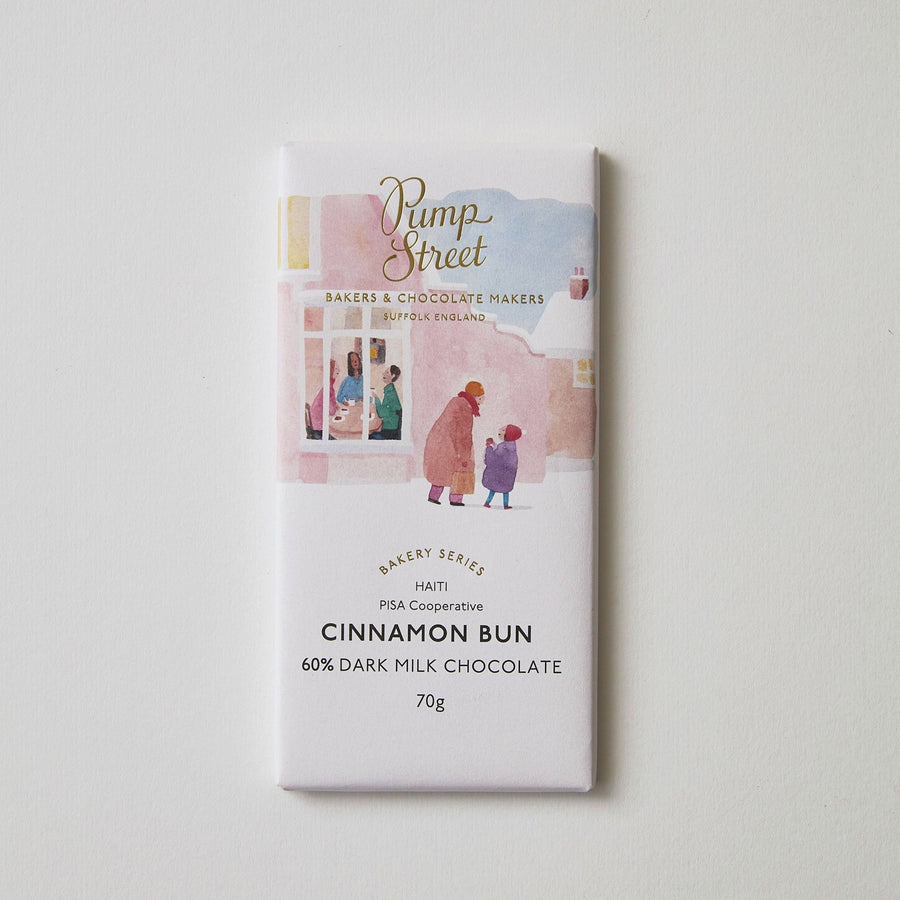 Pump
Street
BAKERS & CHOCOLATE MAKERS
SUFFOLK ENGLAND
BAKERY SERIES
HAITI
PISA Cooperative
CINNAMON BUN
60% DARK MILK CHOCOLATE
70g